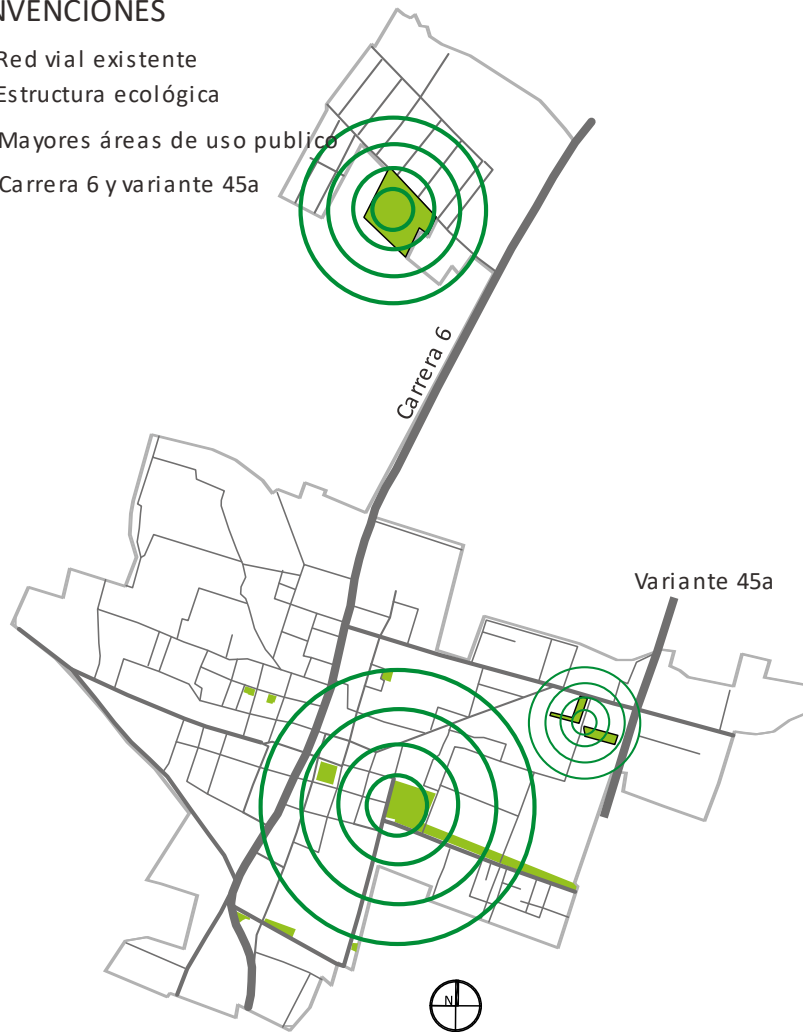 NVENCIONES
Red vial existente
Estructura ecológica
Mayores áreas de uso publico
Carrera 6 y variante 45a
Carrera 6
Variante 45a
N